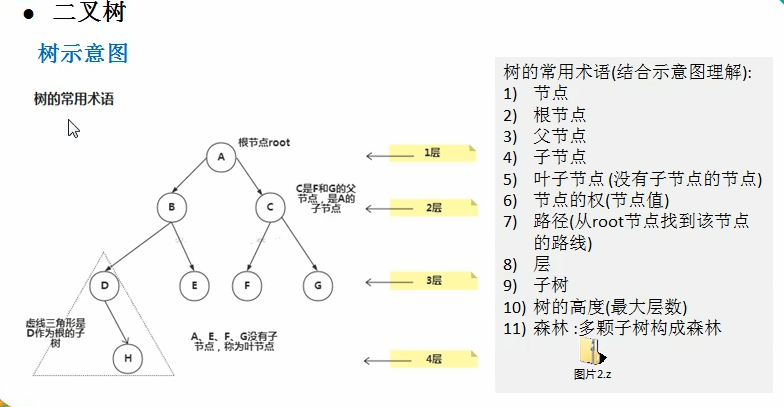 ● 二叉树
树示意图
树的常用术语
根节点root
A
1层
C是F和G的父
节点，是A的
子节点
B
C
2层
D
E
F
G
3层
虚线三角形是
D作为根的子
树
A、E、F、G没有子
节点，称为叶节点
H
4层
树的常用术语(结合示意图理解):
1) 节点
2) 根节点
3) 父节点
4) 子节点
5) 叶子节点 (没有子节点的节点)
6) 节点的权(节点值)
7) 路径(从root节点找到该节点
的路线)
8) 层
9) 子树
10) 树的高度(最大层数)
11) 森林 :多颗子树构成森林
图片2.z